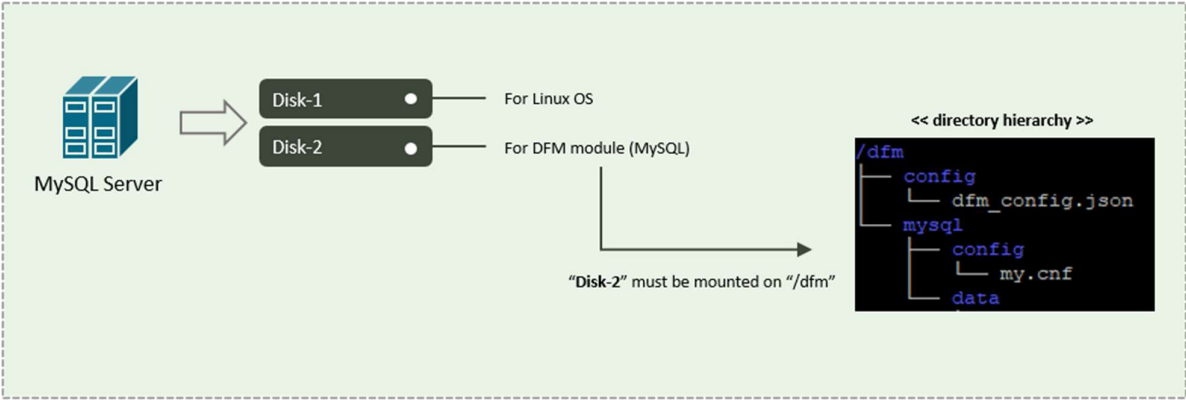 MySQL Server
Disk-1
For Linux OS
Disk-2
For DFM module (MySQL)
“Disk-2” must be mounted on “/dfm”
<< directory hierarchy >>
/dfm
config
dfm_config.json
mysql
config
my.cnf
data